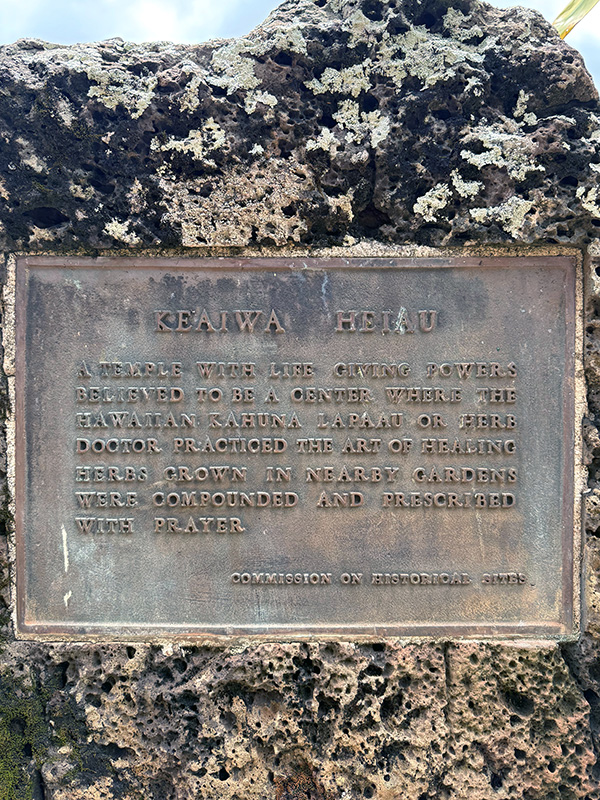 KEAIWA HEIAU
A TEMPLE WITH LIFE GIVING POWERS
BELIEVED TO BE A CENTER WHERE THE
HAWAIIAN KAHUNA LAPAAU OR HERB
DOCTOR PRACTICED THE ART OF HEALING
HERBS GROWN IN NEARBY GARDENS
WERE COMPOUNDED AND PRESCRIBED
WITH PRAYER
COMMISSION ON HISTORICAL SITES